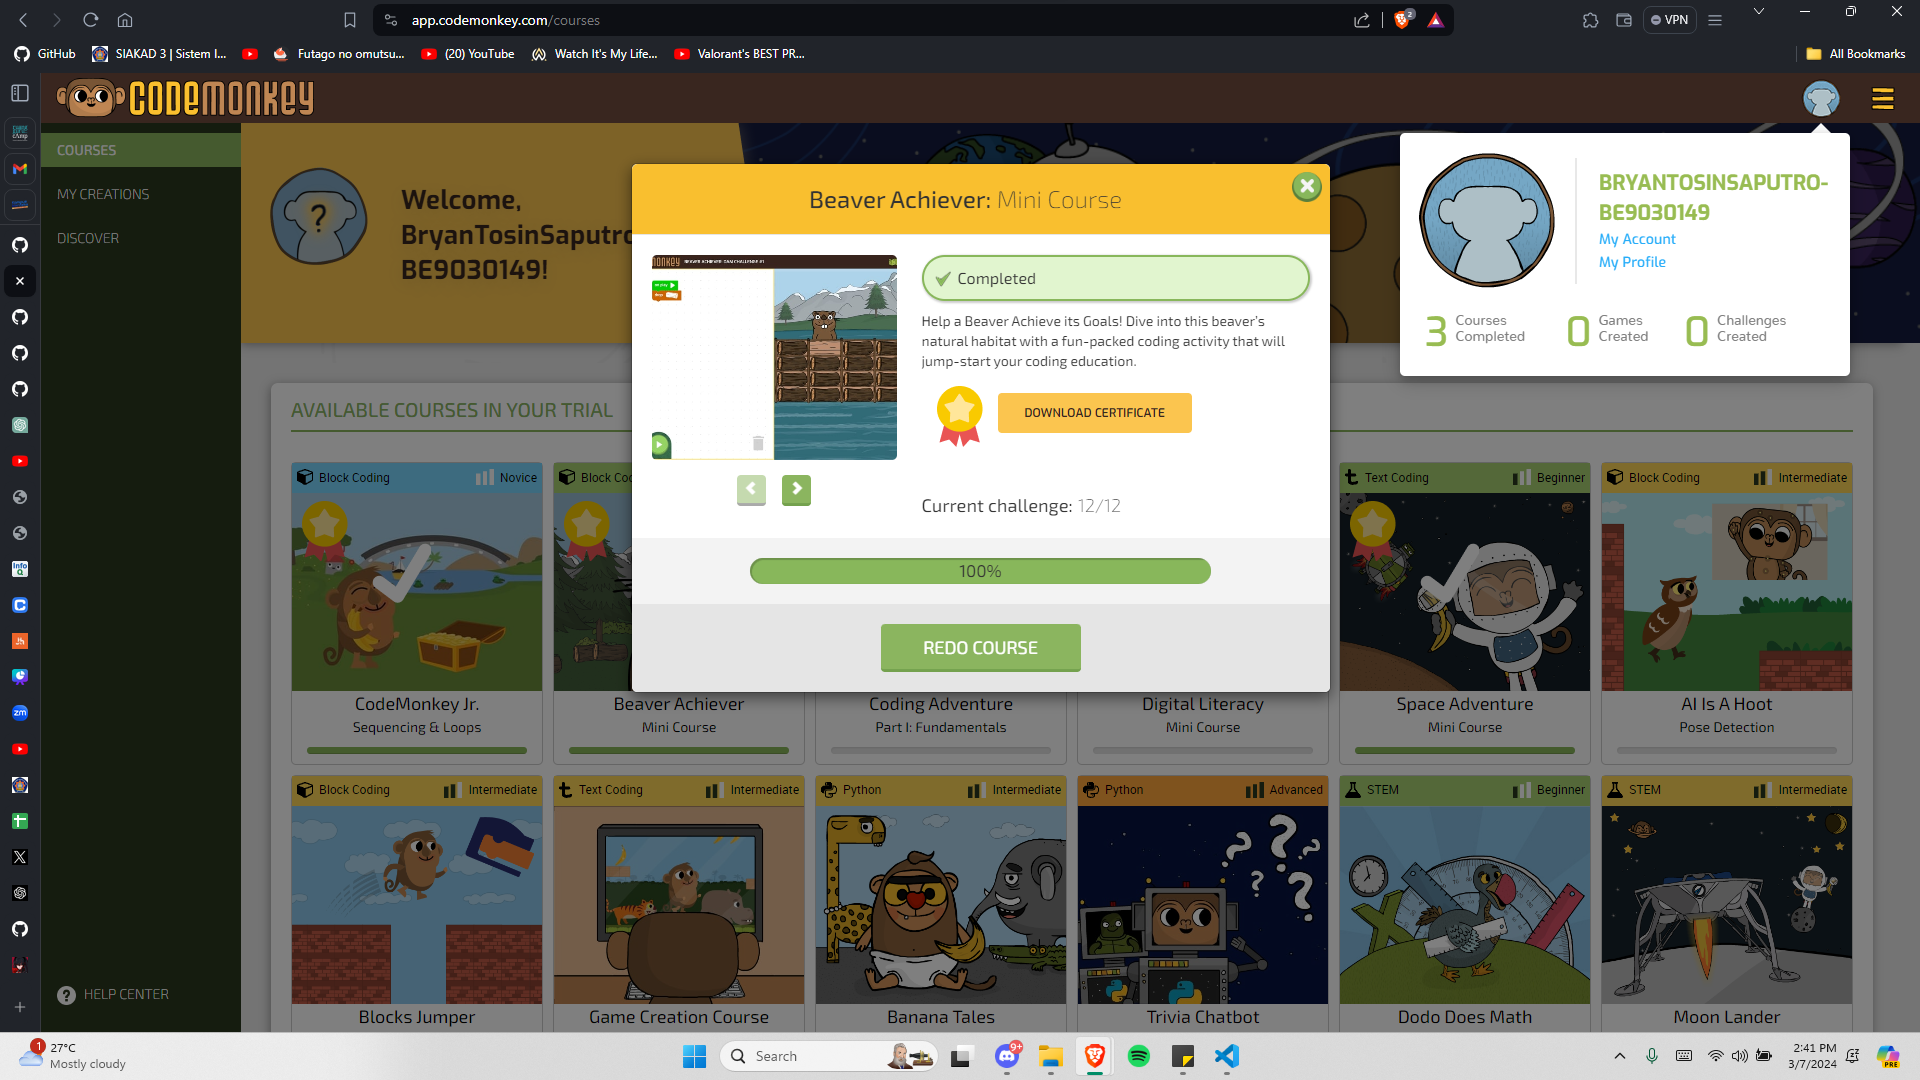 app.codemonkey.com/courses
2
VPN
GitHub
SIAKAD 3 | Sistem I...
Futago no omutsu...
(20) YouTube
Watch It's My Life...
Valorant's BEST PR...
All Bookmarks
CODEMONKEY
COURSES
MY CREATIONS
DISCOVER
HELP CENTER
?
Welcome,
BryanTosinSaputro
BE9030149!
BRYANTOSINSAPUTRO-
BE9030149
My Account
My Profile
3 Courses Completed
0 Games Created
0 Challenges Created
Beaver Achiever: Mini Course
Completed
Help a Beaver Achieve its Goals! Dive into this beaver's
natural habitat with a fun-packed coding activity that will
jump-start your coding education.
DOWNLOAD CERTIFICATE
Current challenge: 12/12
100%
REDO COURSE
AVAILABLE COURSES IN YOUR TRIAL
Block Coding Novice
CodeMonkey Jr.
Sequencing & Loops
Block Co
Beaver Achiever
Mini Course
Coding Adventure
Part I: Fundamentals
Digital Literacy
Mini Course
Text Coding Beginner
Space Adventure
Mini Course
Block Coding Intermediate
AI Is A Hoot
Pose Detection
Block Coding Intermediate
Blocks Jumper
Text Coding Intermediate
Game Creation Course
Python Intermediate
Banana Tales
Python Advanced
Trivia Chatbot
STEM Beginner
Dodo Does Math
STEM Intermediate
Moon Lander
1
27°C
Mostly cloudy
Search
9+
2:41 PM
3/7/2024
PRE